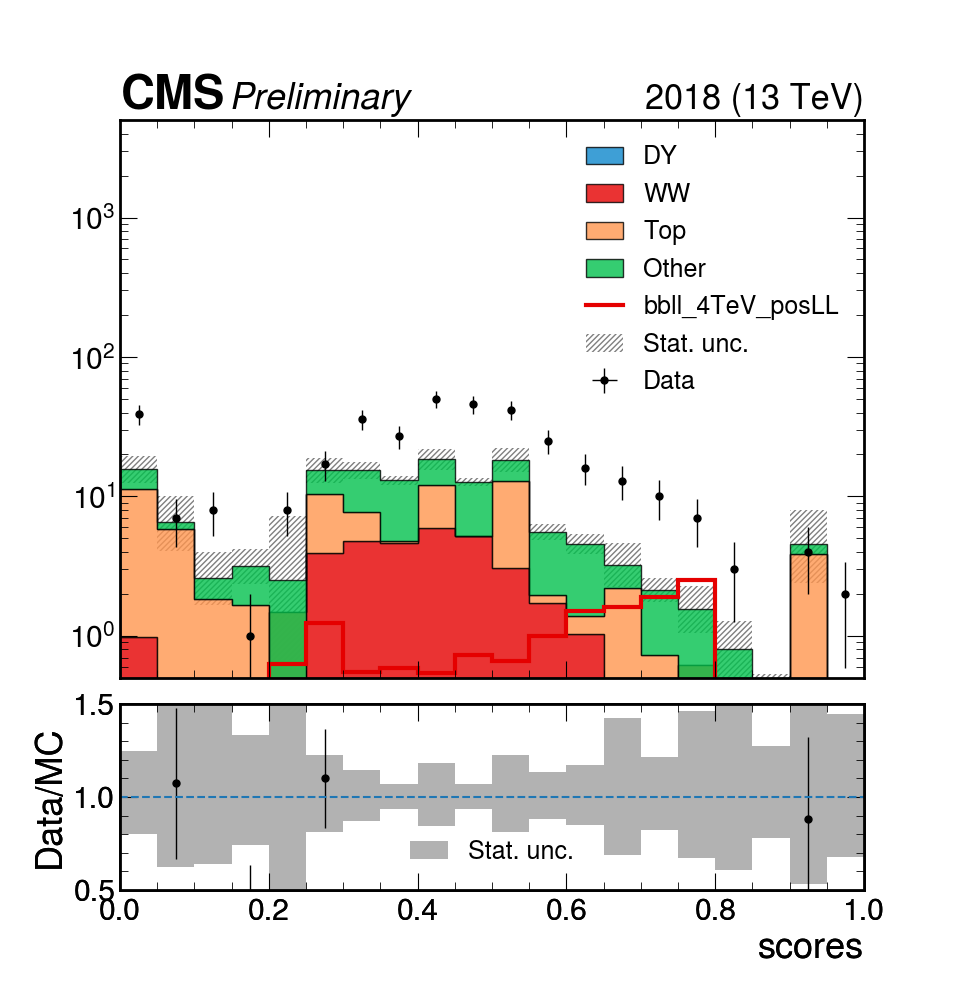 CMS Preliminary 2018 (13 TeV)
DY
WW
Top
Other
bbll_4TeV_posLL
Stat. unc.
Data
10³
10²
10¹
10⁰
1.5
1.0
0.5
Data/MC
Stat. unc.
0.0 0.2 0.4 0.6 0.8 1.0
scores